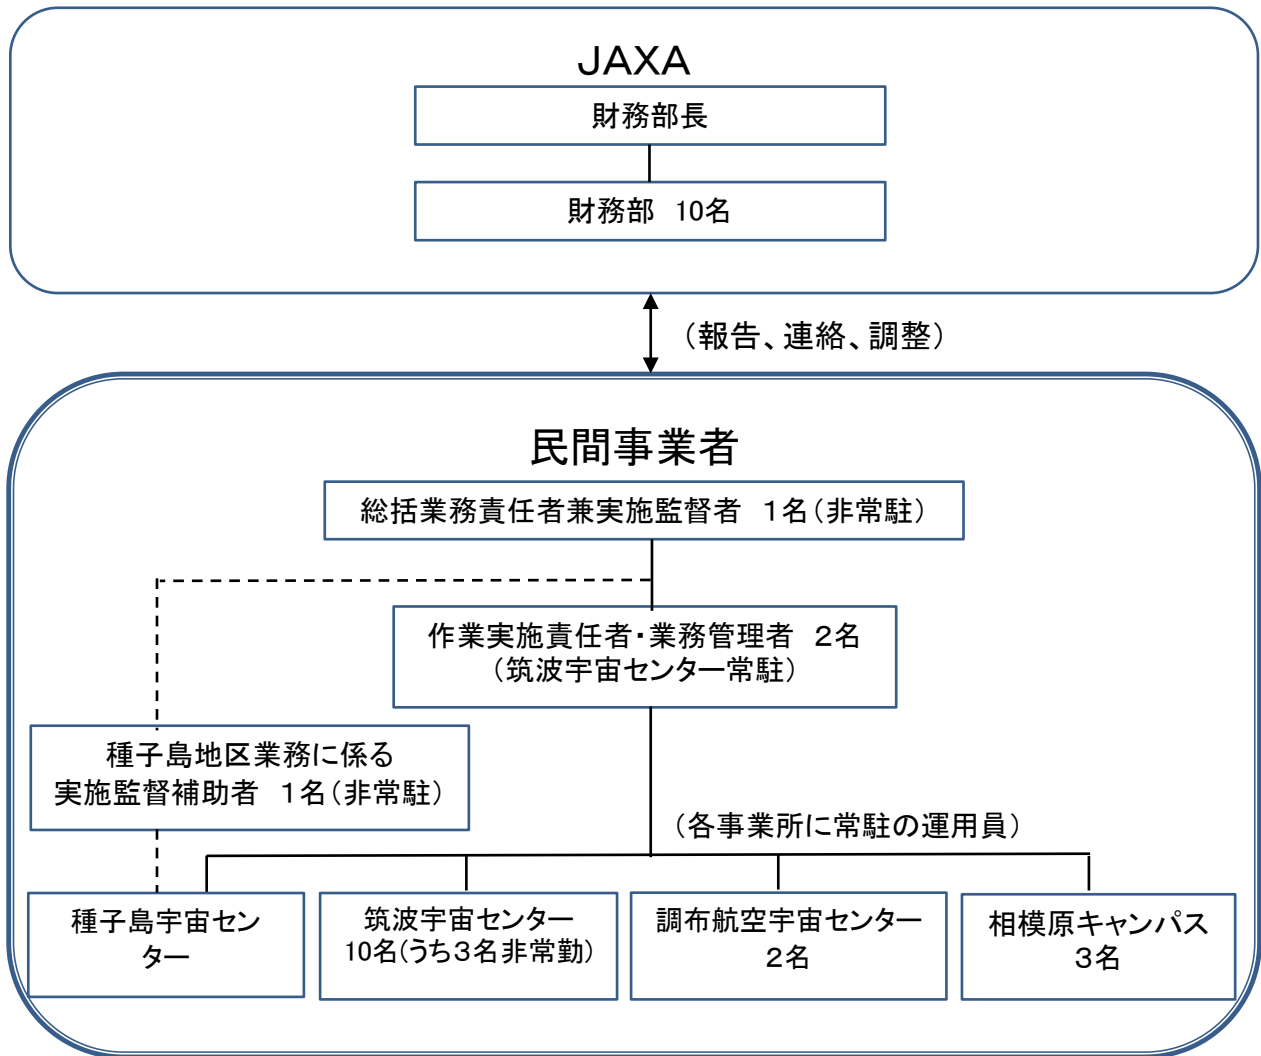 JAXA
財務部長
財務部 10名
（報告、連絡、調整）
民間事業者
総括業務責任者兼実施監督者 1名（非常駐）
作業実施責任者・業務管理者 2名
（筑波宇宙センター常駐）
種子島地区業務に係る
実施監督補助者 1名（非常駐）
（各事業所に常駐の運用員）
種子島宇宙セン
ター
筑波宇宙センター
10名(うち3名非常勤)
調布航空宇宙センター
2名
相模原キャンパス
3名